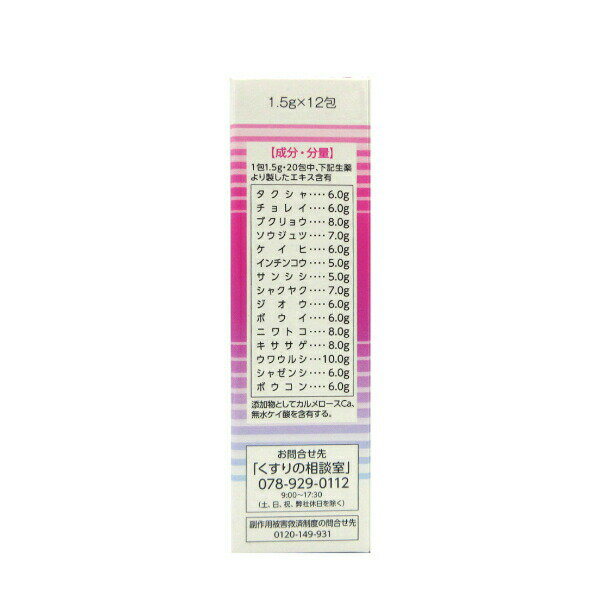 1.5g×12包
【成分・分量】
1包1.5g・20包中、下記生薬
より製したエキス含有
タクシャ‥‥6.0g
チョレイ‥‥6.0g
ブクリョウ‥‥8.0g
ソウジュツ‥‥7.0g
ケイヒ‥‥6.0g
インチンコウ‥‥5.0g
サンシシ‥‥5.0g
シャクヤク‥‥7.0g
ジオウ‥‥6.0g
ボウイ‥‥6.0g
ニワトコ‥‥8.0g
キササゲ‥‥8.0g
ウワウルシ‥‥10.0g
シャゼンシ‥‥6.0g
ボウコン‥‥6.0g
添加物としてカルメロースCa、
無水ケイ酸を含有する。
お問合せ先
「くすりの相談室」
078-929-0112
9:00~17:30
(土、日、祝、弊社休日を除く)
副作用被害救済制度の問合せ先
0120-149-931